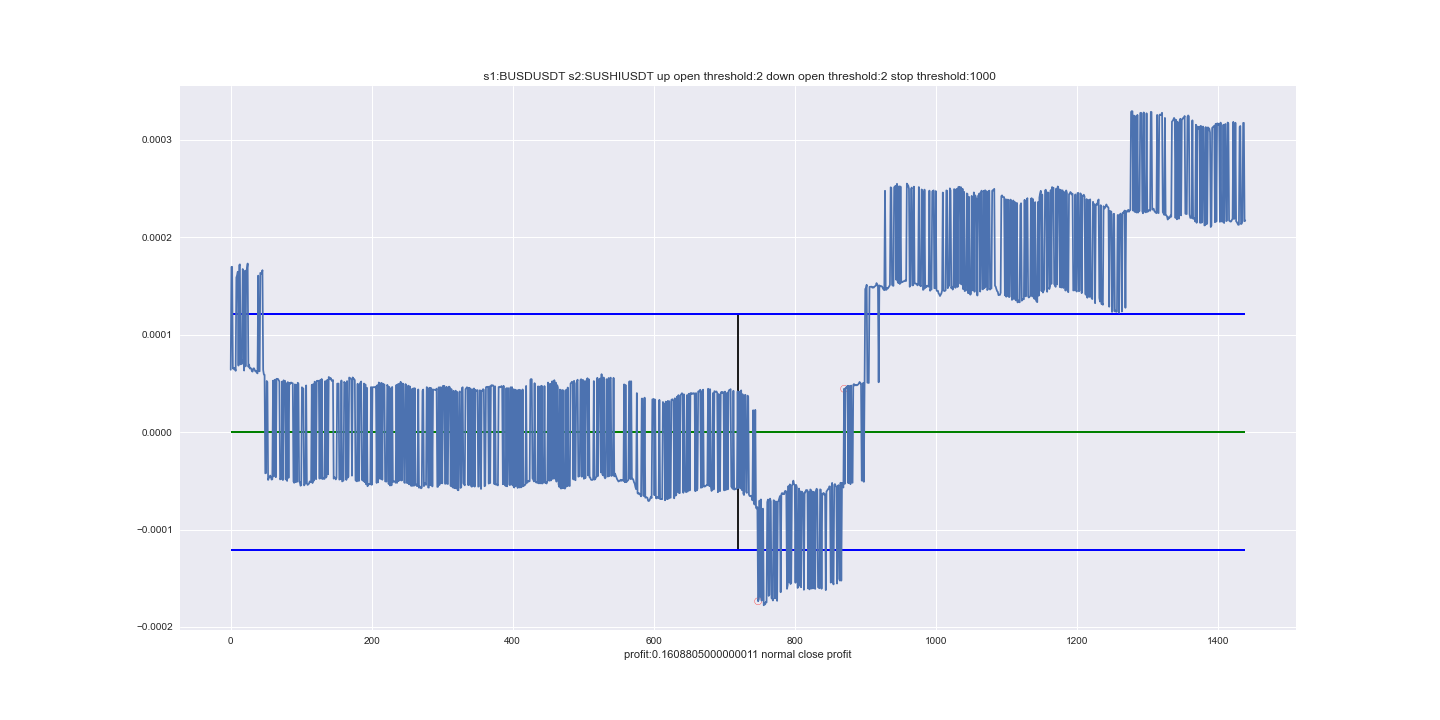 s1:BUSDUSDT s2:SUSHIUSDT up open threshold:2 down open threshold:2 stop threshold:1000
0.0003
0.0002
0.0001
0.0000
−0.0001
−0.0002
0 200 400 600 800 1000 1200 1400
profit:0.1608805000000011 normal close profit